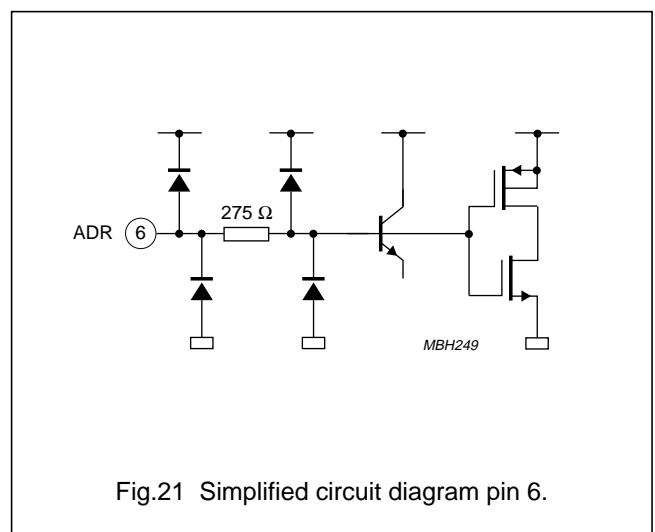 275 Ω
ADR 6
MBH249
Fig.21 Simplified circuit diagram pin 6.